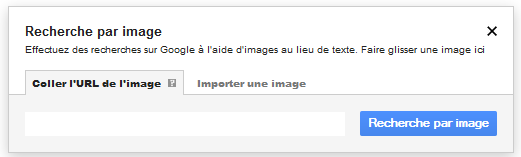 Recherche par image
Effectuez des recherches sur Google à l'aide d'images au lieu de texte. Faire glisser une image ici
Coller l'URL de l'image ? Importer une image
Recherche par image